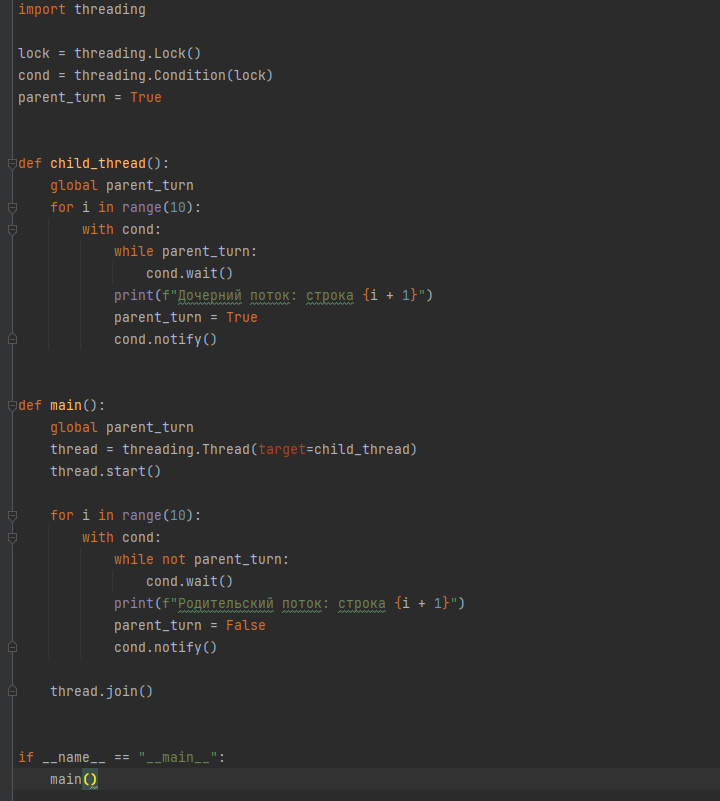 import threading

lock = threading.Lock()
cond = threading.Condition(lock)
parent_turn = True


def child_thread():
    global parent_turn
    for i in range(10):
        with cond:
            while parent_turn:
                cond.wait()
            print(f"Дочерний поток: строка {i + 1}")
            parent_turn = True
            cond.notify()


def main():
    global parent_turn
    thread = threading.Thread(target=child_thread)
    thread.start()

    for i in range(10):
        with cond:
            while not parent_turn:
                cond.wait()
            print(f"Родительский поток: строка {i + 1}")
            parent_turn = False
            cond.notify()

    thread.join()


if __name__ == "__main__":
    main()